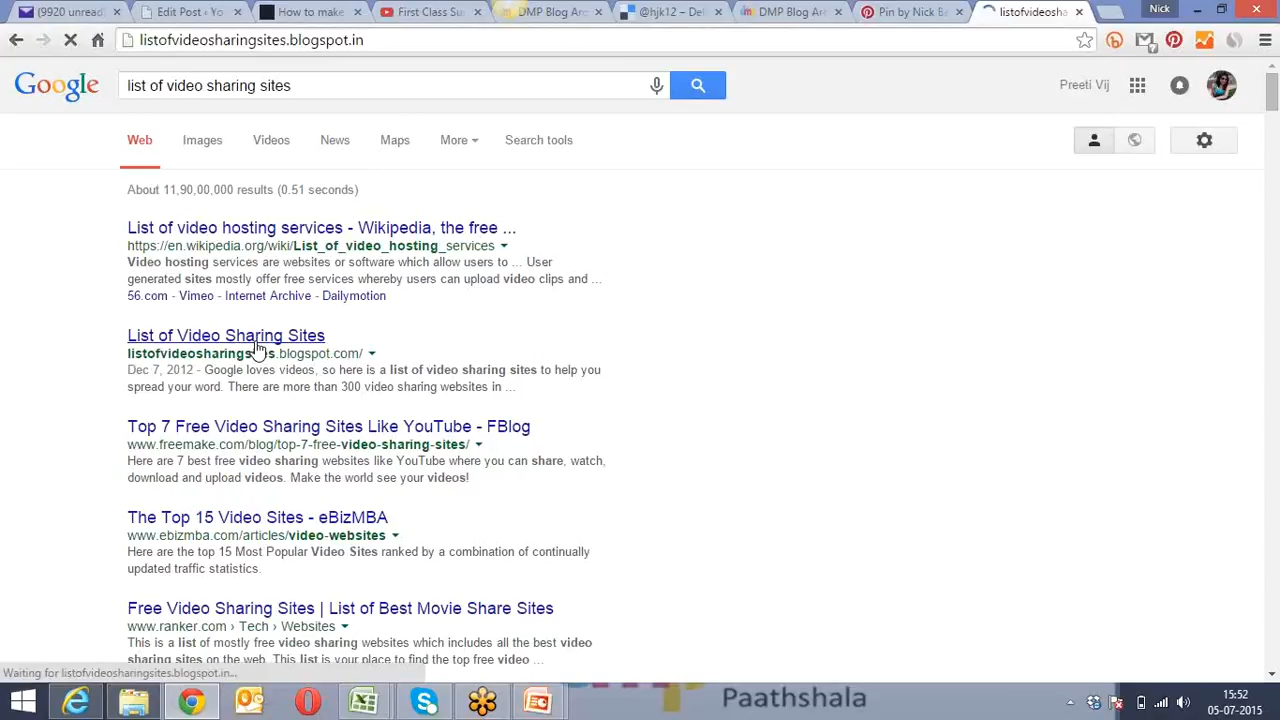 (9920 unread)
Edit Post ‹ Yo
How to make
First Class Su
DMP Blog Arc
@hjk12 – Del
DMP Blog Arc
Pin by Nick Be
listofvideosha
Nick
listofvideosharingsites.blogspot.in
Google
list of video sharing sites
Preeti Vij
Web
Images
Videos
News
Maps
More
Search tools
About 11,90,00,000 results (0.51 seconds)
List of video hosting services - Wikipedia, the free ...
https://en.wikipedia.org/wiki/List_of_video_hosting_services
Video hosting services are websites or software which allow users to ... User
generated sites mostly offer free services whereby users can upload video clips and ...
56.com - Vimeo - Internet Archive - Dailymotion
List of Video Sharing Sites
listofvideosharingsites.blogspot.com/
Dec 7, 2012 - Google loves videos, so here is a list of video sharing sites to help you
spread your word. There are more than 300 video sharing websites in ...
Top 7 Free Video Sharing Sites Like YouTube - FBlog
www.freemake.com/blog/top-7-free-video-sharing-sites/
Here are 7 best free video sharing websites like YouTube where you can share, watch,
download and upload videos. Make the world see your videos!
The Top 15 Video Sites - eBizMBA
www.ebizmba.com/articles/video-websites
Here are the top 15 Most Popular Video Sites ranked by a combination of continually
updated traffic statistics.
Free Video Sharing Sites | List of Best Movie Share Sites
www.ranker.com › Tech › Websites
This is a list of mostly free video sharing websites which includes all the best video
sharing sites on the web. This list is your place to find the top free video ...
Waiting for listofvideosharingsites.blogspot.in...
Paathshala
15:52
05-07-2015